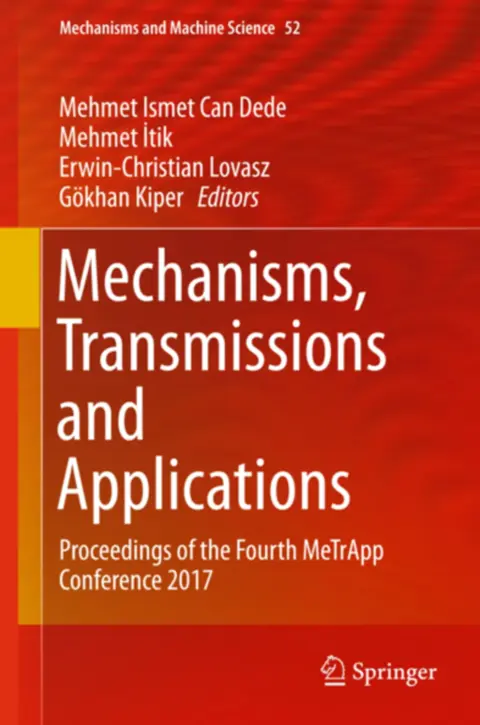 Mechanisms and Machine Science 52
Mehmet Ismet Can Dede
Mehmet İtik
Erwin-Christian Lovasz
Gökhan Kiper Editors
Mechanisms,
Transmissions
and
Applications
Proceedings of the Fourth MeTrApp
Conference 2017
Springer